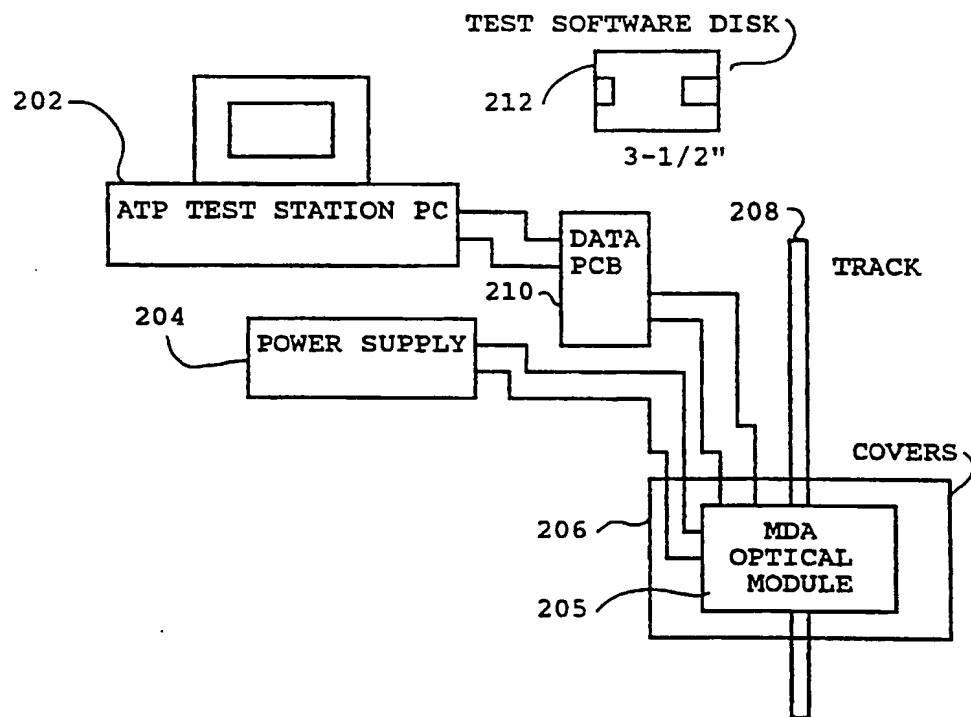 TEST SOFTWARE DISK
202
212
3-1/2"
ATP TEST STATION PC
208
DATA
PCB
TRACK
210
204
POWER SUPPLY
COVERS
206
MDA
OPTICAL
MODULE
205